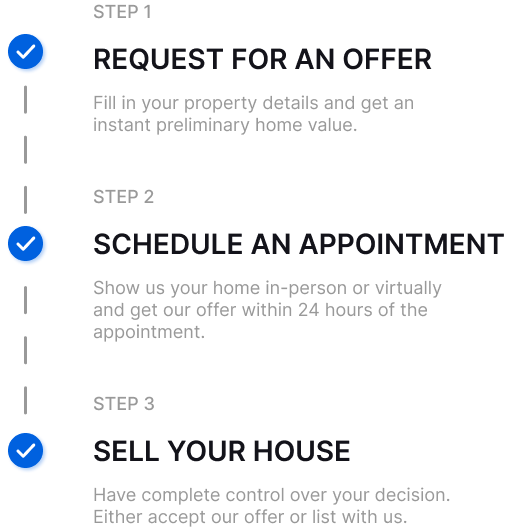 STEP 1
REQUEST FOR AN OFFER
Fill in your property details and get an
instant preliminary home value.
STEP 2
SCHEDULE AN APPOINTMENT
Show us your home in-person or virtually
and get our offer within 24 hours of the
appointment.
STEP 3
SELL YOUR HOUSE
Have complete control over your decision.
Either accept our offer or list with us.